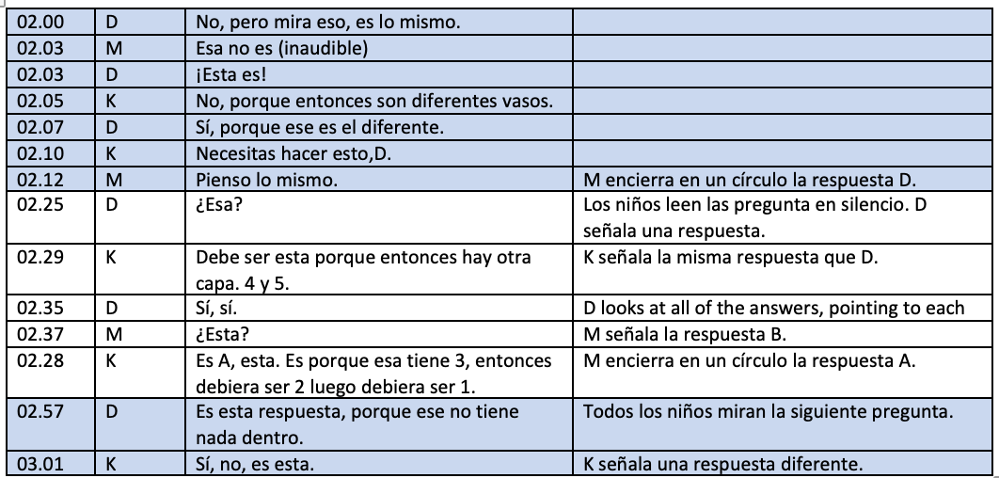 02.00 D No, pero mira eso, es lo mismo.
02.03 M Esa no es (inaudible)
02.03 D ¡Esta es!
02.05 K No, porque entonces son diferentes vasos.
02.07 D Sí, porque ese es el diferente.
02.10 K Necesitas hacer esto,D.
02.12 M Pienso lo mismo. M encierra en un círculo la respuesta D.
02.25 D ¿Esa? Los niños leen las pregunta en silencio. D
señala una respuesta.
02.29 K Debe ser esta porque entonces hay otra K señala la misma respuesta que D.
capa. 4 y 5.
02.35 D Sí, sí. D looks at all of the answers, pointing to each
02.37 M ¿Esta? M señala la respuesta B.
02.28 K Es A, esta. Es porque esa tiene 3, entonces M encierra en un círculo la respuesta A.
debiera ser 2 luego debiera ser 1.
02.57 D Es esta respuesta, porque ese no tiene Todos los niños miran la siguiente pregunta.
nada dentro.
03.01 K Sí, no, es esta. K señala una respuesta diferente.